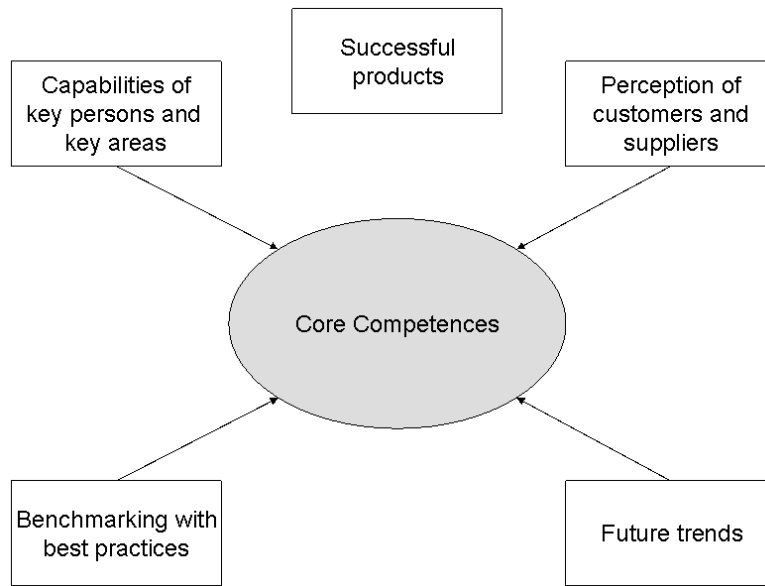 Successful
products
Capabilities of
key persons and
key areas
Perception of
customers and
suppliers
Core Competences
Benchmarking with
best practices
Future trends